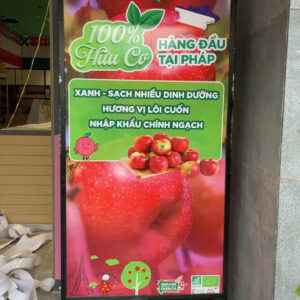 100%
Hữu Cơ
HÀNG ĐẦU
TẠI PHÁP
XANH - SẠCH NHIỀU DINH DƯỠNG
HƯƠNG VỊ LÔI CUỐN
NHẬP KHẨU CHÍNH NGẠCH